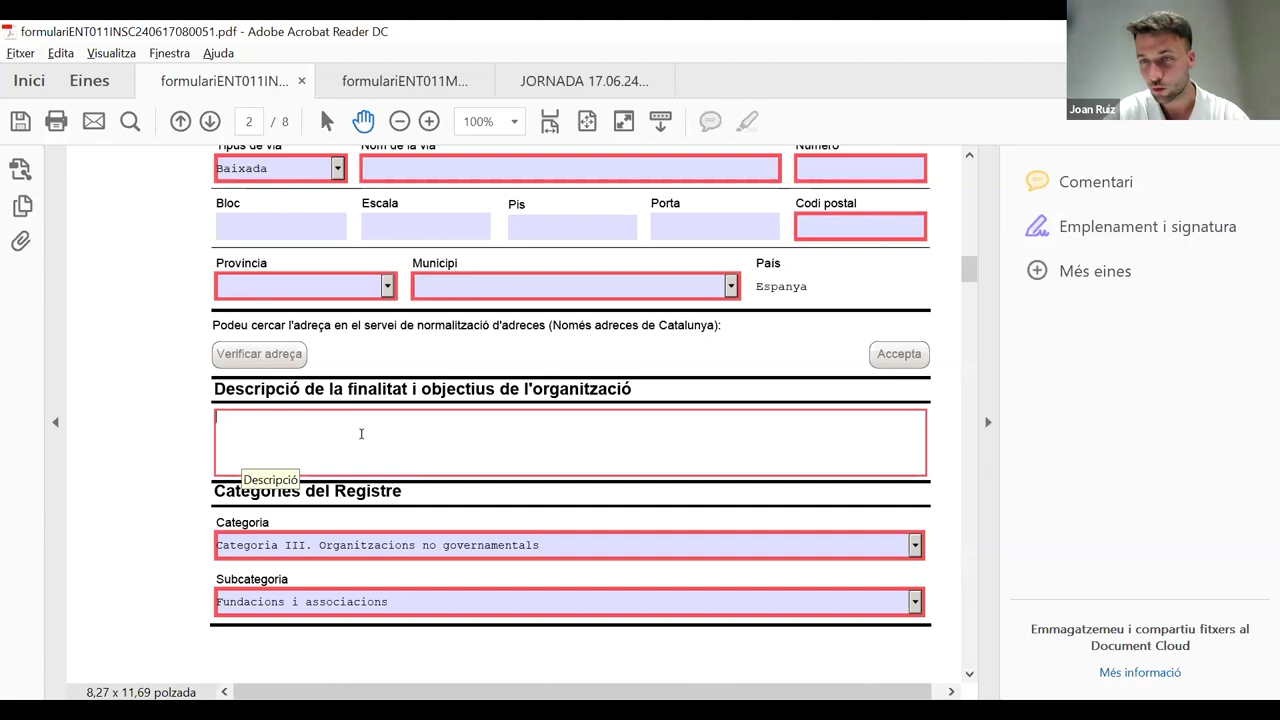 formulariENT011INSC240617080051.pdf - Adobe Acrobat Reader DC
Fitxer Edita Visualitza Finestra Ajuda
Inici Eines formulariENT011IN... × formulariENT011M... JORNADA 17.06.24...
2 / 8 100%
Tipus de via Nom de la via Número
Baixada
Bloc Escala Pis Porta Codi postal
Província Municipi País
Espanya
Podeu cercar l'adreça en el servei de normalització d'adreces (Només adreces de Catalunya):
Verificar adreça Accepta
Descripció de la finalitat i objectius de l'organització
Descripció
Categories del Registre
Categoria
Categoria III. Organitzacions no governamentals
Subcategoria
Fundacions i associacions
8,27 x 11,69 polzada
Joan Ruiz
Comentari
Emplenament i signatura
Més eines
Emmagatzemeu i compartiu fitxers al
Document Cloud
Més informació